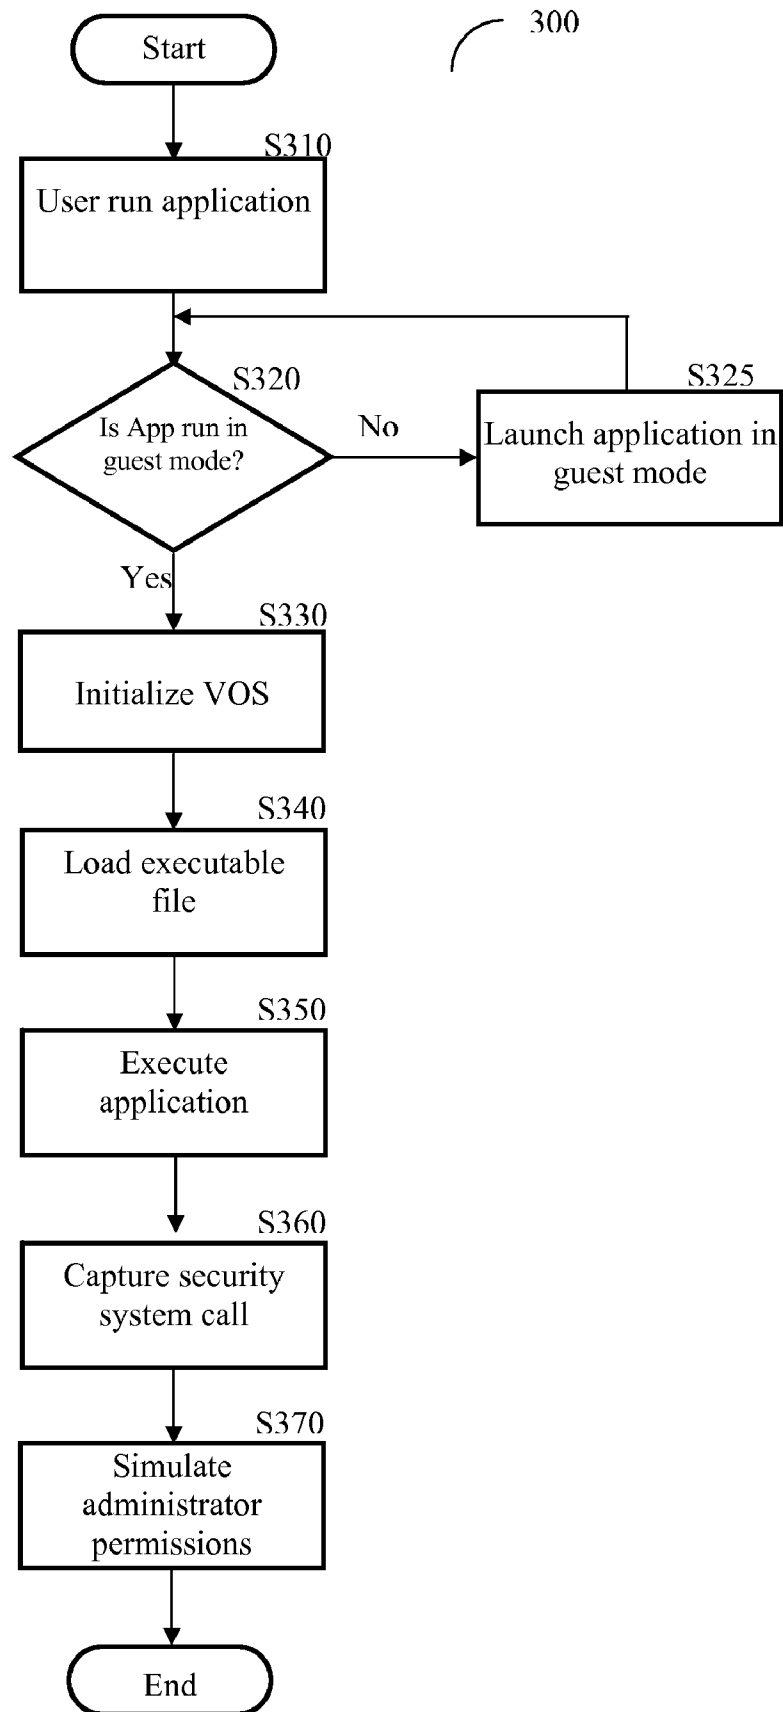 Start
300
S310
User run application
S320
Is App run in
guest mode?
No
S325
Launch application in
guest mode
Yes
S330
Initialize VOS
S340
Load executable
file
S350
Execute
application
S360
Capture security
system call
S370
Simulate
administrator
permissions
End